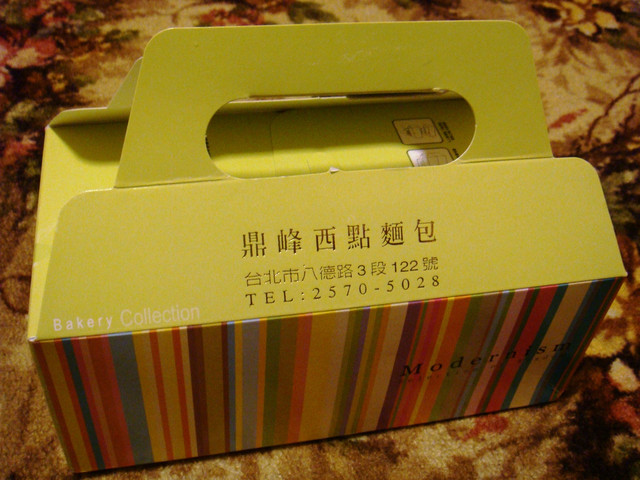 鼎峰西點麵包
台北市八德路3段122號
TEL:2570-5028
Bakery Collection
Modernism